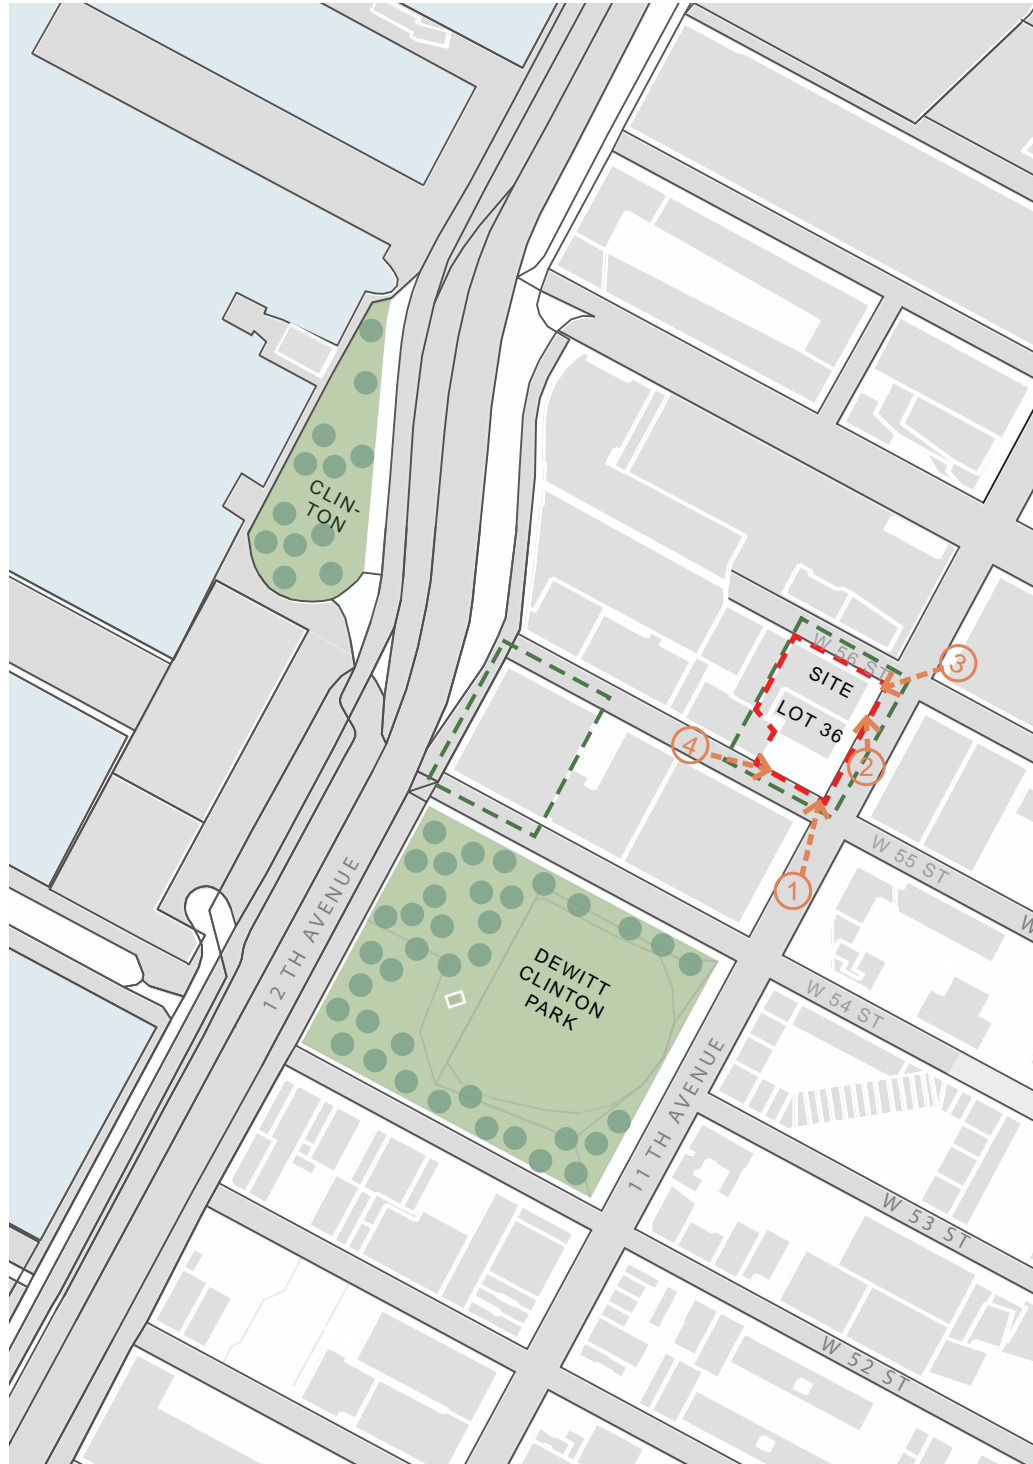 CLIN-
TON
W 56 ST
3
SITE
LOT 36
4
2
W 55 ST
1
12 TH AVENUE
DEWITT
CLINTON
PARK
W 54 ST
11 TH AVENUE
W 53 ST
W 52 ST